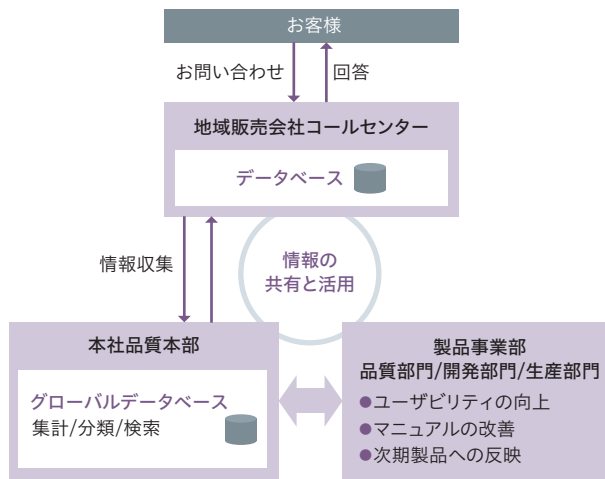 お客様
お問い合わせ
回答
地域販売会社コールセンター
データベース
情報収集
情報の
共有と活用
本社品質本部
グローバルデータベース
集計/分類/検索
製品事業部
品質部門/開発部門/生産部門
●ユーザビリティの向上
●マニュアルの改善
●次期製品への反映